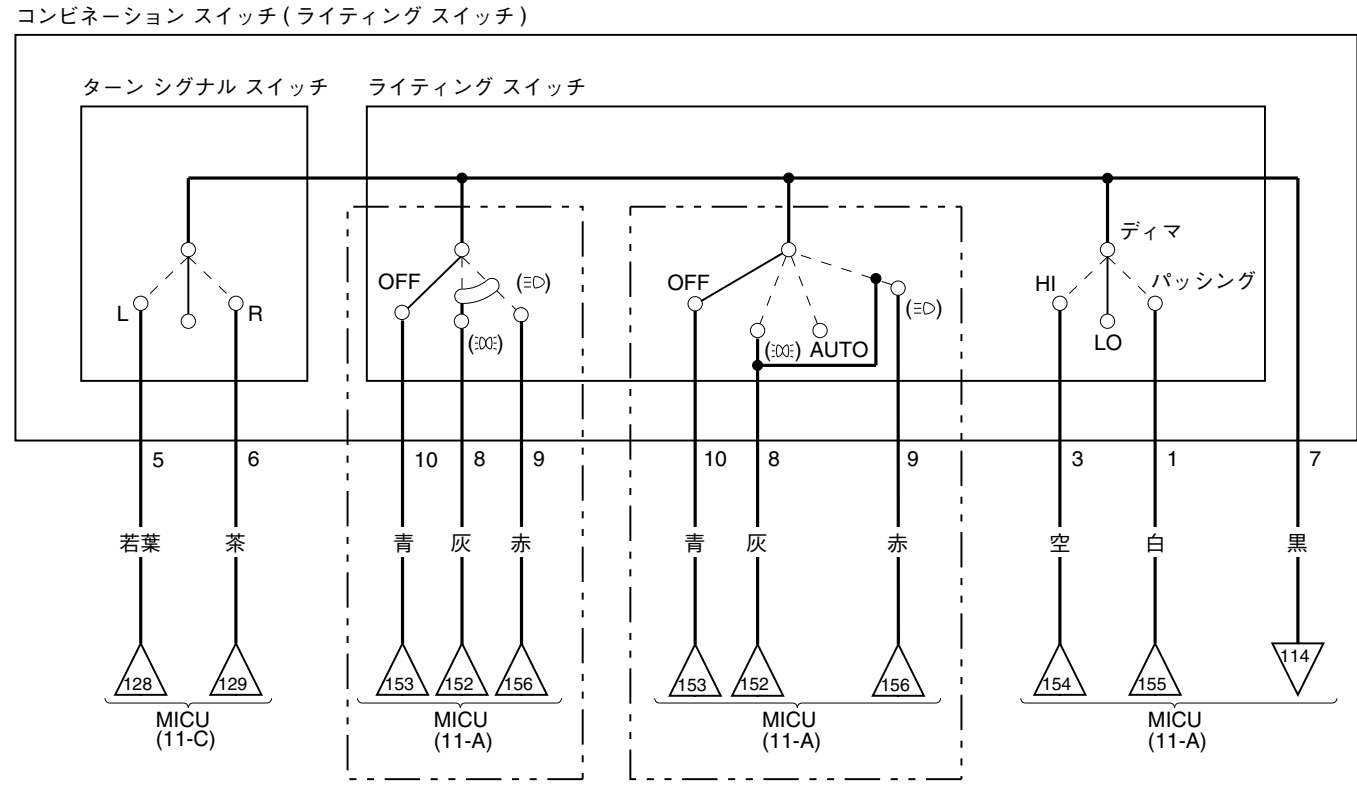 コンビネーション スイッチ ( ライティング スイッチ )
ターン シグナル スイッチ
ライティング スイッチ
ディマ
OFF
OFF
HI
パッシング
L
R
LO
AUTO
5
6
10
8
9
10
8
9
3
1
7
若葉
茶
青
灰
赤
青
灰
赤
空
白
黒
128
129
153
152
156
153
152
156
154
155
114
MICU
(11-C)
MICU
(11-A)
MICU
(11-A)
MICU
(11-A)